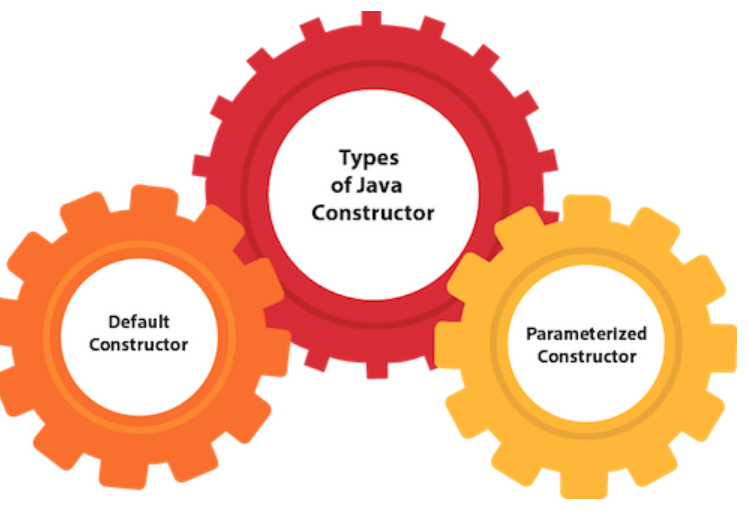 Types
of Java
Constructor
Default
Constructor
Parameterized
Constructor